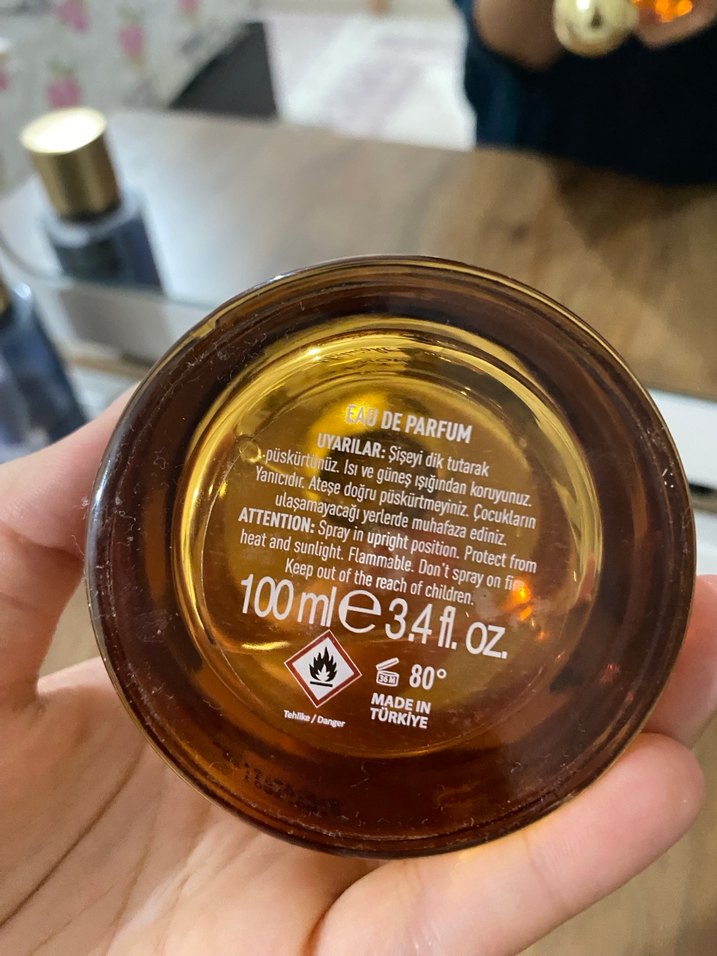 EAU DE PARFUM
UYARILAR: Şişeyi dik tutarak
püskürtünüz. Isı ve güneş ışığından koruyunuz.
Yanıcıdır. Ateşe doğru püskürtmeyiniz. Çocukların
ulaşamayacağı yerlerde muhafaza ediniz.
ATTENTION: Spray in upright position. Protect from
heat and sunlight. Flammable. Don't spray on fire.
Keep out of the reach of children.
100 ml e 3.4 fl. oz.
36 M 80°
MADE IN
TÜRKİYE
Tehlike / Danger